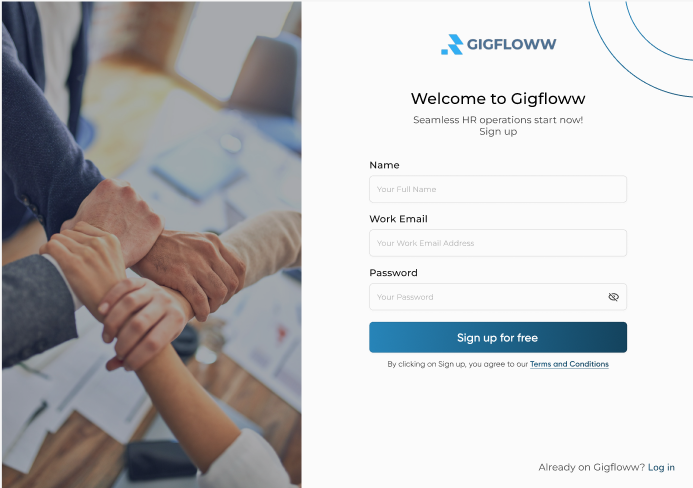 GIGFLOWW
Welcome to Gigfloww
Seamless HR operations start now!
Sign up
Name
Your Full Name
Work Email
Your Work Email Address
Password
Your Password
Sign up for free
By clicking on Sign up, you agree to our Terms and Conditions
Already on Gigfloww? Log in